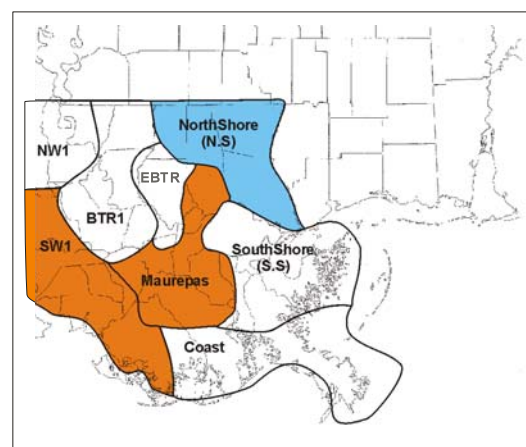 NorthShore
(N.S)
NW1
EBTR
BTR1
SW1
SouthShore
(S.S)
Maurepas
Coast